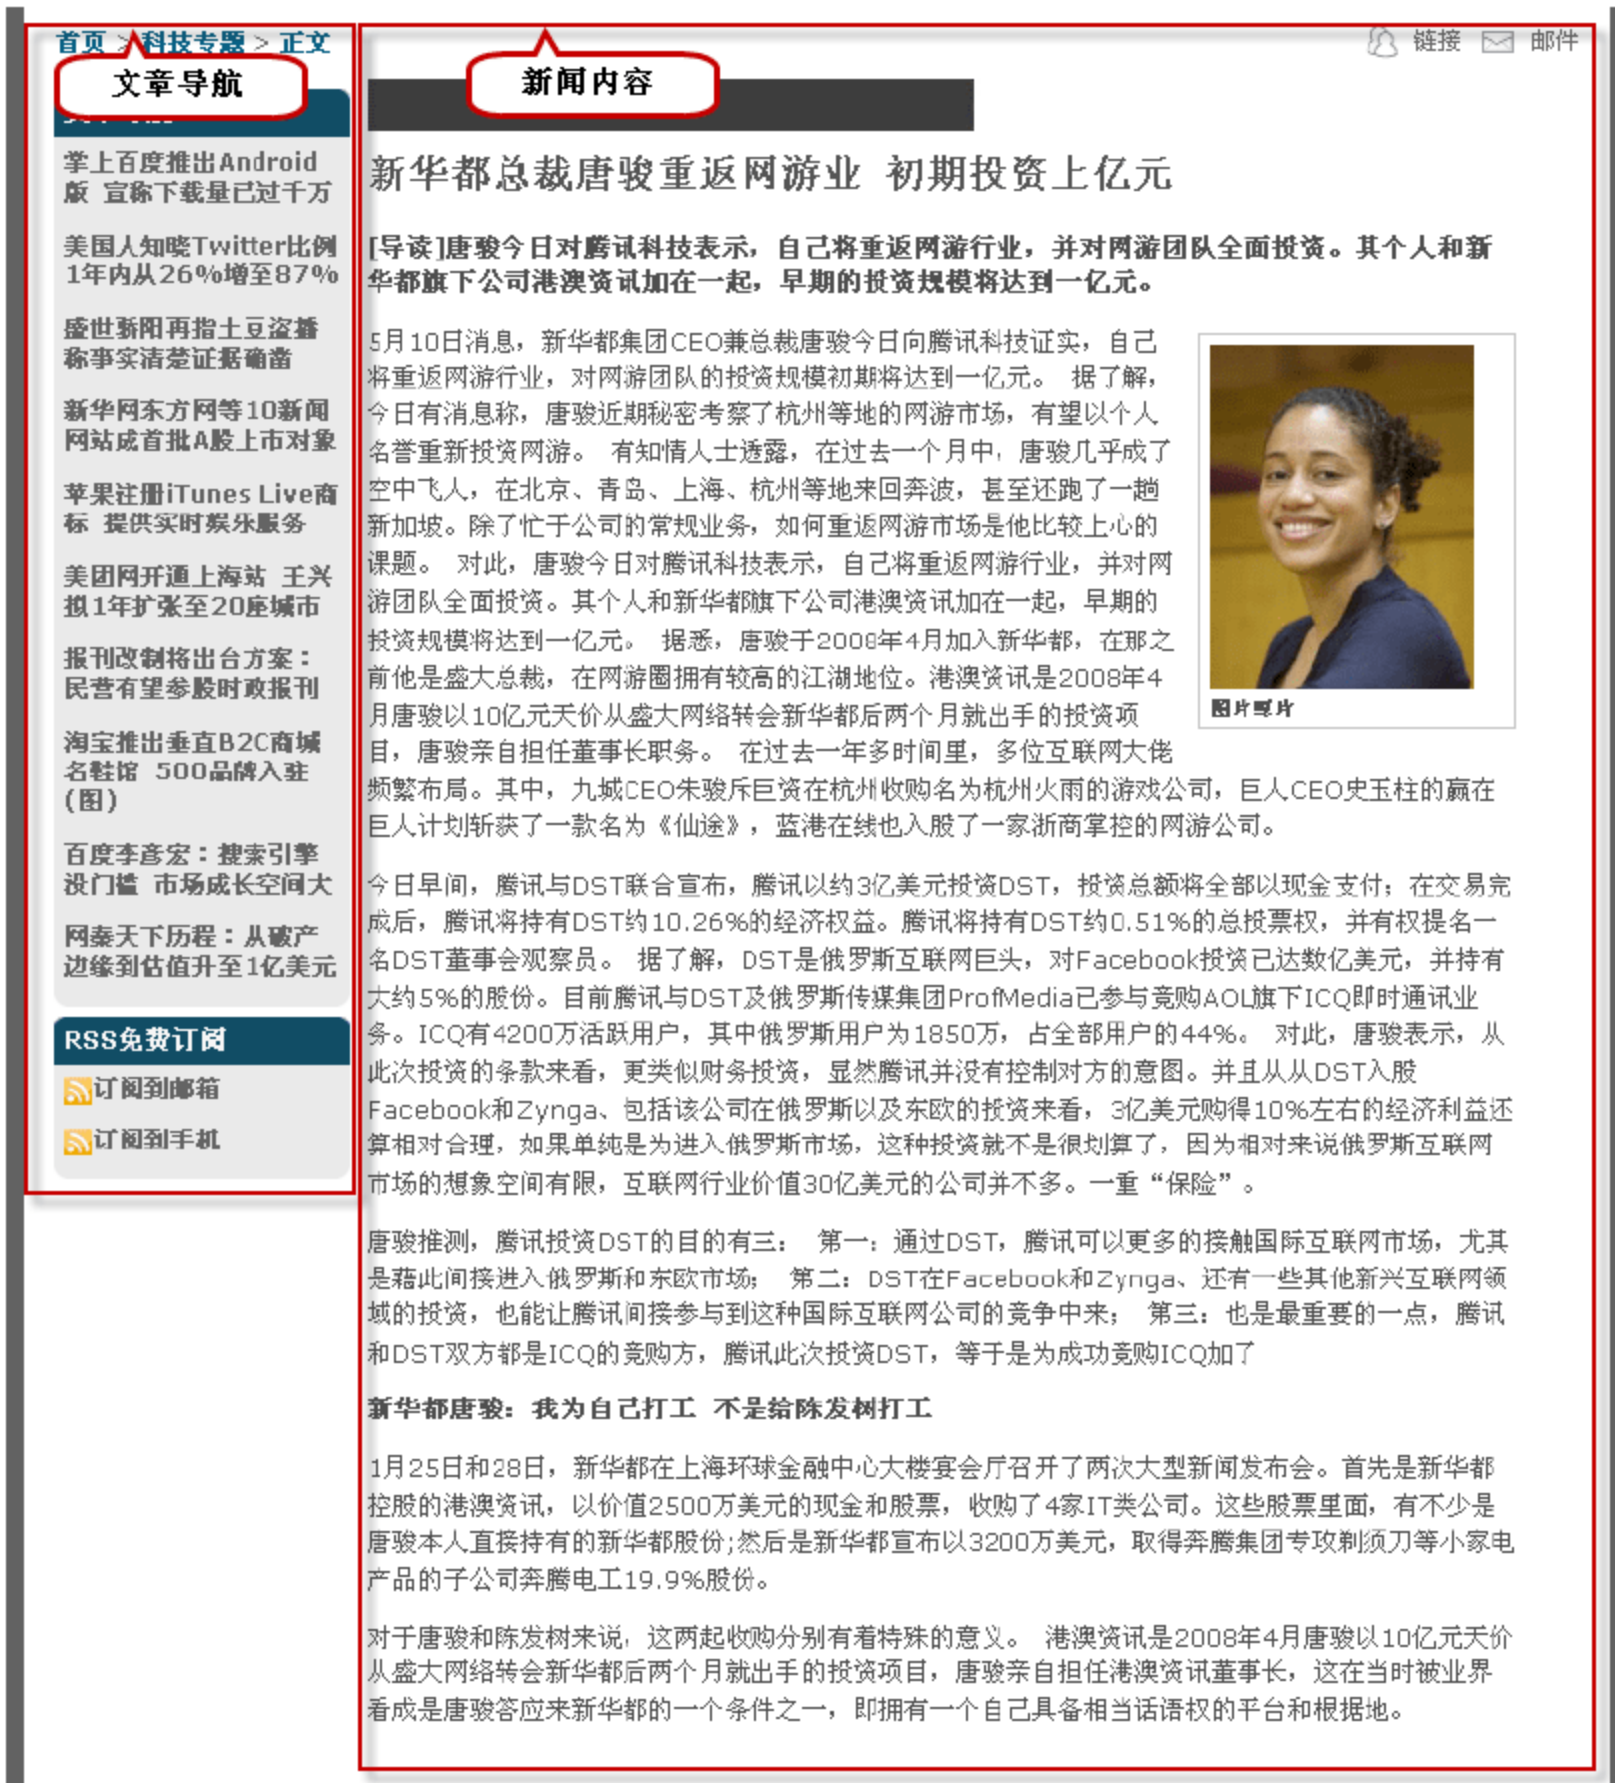 首页 > 科技专题 > 正文
文章导航
掌上百度推出Android
版 宣称下载量已过千万
美国人知晓Twitter比例
1年内从26%增至87%
盛世骄阳再指土豆盗播
称事实清楚证据确凿
新华网东方网等10新闻
网站成首批A股上市对象
苹果注册iTunes Live商
标 提供实时娱乐服务
美团网开通上海站 王兴
拟1年扩张至20座城市
报刊改制将出台方案：
民营有望参股时政报刊
淘宝推出垂直B2C商城
名鞋馆 500品牌入驻
(图)
百度李彦宏：搜索引擎
没门槛 市场成长空间大
网秦天下历程：从破产
边缘到估值升至1亿美元
RSS免费订阅
订阅到邮箱
订阅到手机
链接 邮件
新闻内容
新华都总裁唐骏重返网游业 初期投资上亿元
[导读]唐骏今日对腾讯科技表示，自己将重返网游行业，并对网游团队全面投资。其个人和新
华都旗下公司港澳资讯加在一起，早期的投资规模将达到一亿元。
5月10日消息，新华都集团CEO兼总裁唐骏今日向腾讯科技证实，自己
将重返网游行业，对网游团队的投资规模初期将达到一亿元。 据了解，
今日有消息称，唐骏近期秘密考察了杭州等地的网游市场，有望以个人
名誉重新投资网游。 有知情人士透露，在过去一个月中，唐骏几乎成了
空中飞人，在北京、青岛、上海、杭州等地来回奔波，甚至还跑了一趟
新加坡。除了忙于公司的常规业务，如何重返网游市场是他比较上心的
课题。 对此，唐骏今日对腾讯科技表示，自己将重返网游行业，并对网
游团队全面投资。其个人和新华都旗下公司港澳资讯加在一起，早期的
投资规模将达到一亿元。 据悉，唐骏于2008年4月加入新华都，在那之
前他是盛大总裁，在网游圈拥有较高的江湖地位。港澳资讯是2008年4
月唐骏以10亿元天价从盛大网络转会新华都后两个月就出手的投资项
目，唐骏亲自担任董事长职务。 在过去一年多时间里，多位互联网大佬
频繁布局。其中，九城CEO朱骏斥巨资在杭州收购名为杭州火雨的游戏公司，巨人CEO史玉柱的赢在
巨人计划斩获了一款名为《仙途》，蓝港在线也入股了一家浙商掌控的网游公司。
图片照片
今日早间，腾讯与DST联合宣布，腾讯以约3亿美元投资DST，投资总额将全部以现金支付；在交易完
成后，腾讯将持有DST约10.26%的经济权益。腾讯将持有DST约0.51%的总投票权，并有权提名一
名DST董事会观察员。 据了解，DST是俄罗斯互联网巨头，对Facebook投资已达数亿美元，并持有
大约5%的股份。目前腾讯与DST及俄罗斯传媒集团ProfMedia已参与竞购AOL旗下ICQ即时通讯业
务。ICQ有4200万活跃用户，其中俄罗斯用户为1850万，占全部用户的44%。 对此，唐骏表示，从
此次投资的条款来看，更类似财务投资，显然腾讯并没有控制对方的意图。并且从从DST入股
Facebook和Zynga、包括该公司在俄罗斯以及东欧的投资来看，3亿美元购得10%左右的经济利益还
算相对合理，如果单纯是为进入俄罗斯市场，这种投资就不是很划算了，因为相对来说俄罗斯互联网
市场的想象空间有限，互联网行业价值30亿美元的公司并不多。一重“保险”。
唐骏推测，腾讯投资DST的目的有三： 第一：通过DST，腾讯可以更多的接触国际互联网市场，尤其
是藉此间接进入俄罗斯和东欧市场； 第二：DST在Facebook和Zynga、还有一些其他新兴互联网领
域的投资，也能让腾讯间接参与到这种国际互联网公司的竞争中来； 第三：也是最重要的一点，腾讯
和DST双方都是ICQ的竞购方，腾讯此次投资DST，等于是为成功竞购ICQ加了
新华都唐骏：我为自己打工 不是给陈发树打工
1月25日和28日，新华都在上海环球金融中心大楼宴会厅召开了两次大型新闻发布会。首先是新华都
控股的港澳资讯，以价值2500万美元的现金和股票，收购了4家IT类公司。这些股票里面，有不少是
唐骏本人直接持有的新华都股份;然后是新华都宣布以3200万美元，取得奔腾集团专攻剃须刀等小家电
产品的子公司奔腾电工19.9%股份。
对于唐骏和陈发树来说，这两起收购分别有着特殊的意义。 港澳资讯是2008年4月唐骏以10亿元天价
从盛大网络转会新华都后两个月就出手的投资项目，唐骏亲自担任港澳资讯董事长，这在当时被业界
看成是唐骏答应来新华都的一个条件之一，即拥有一个自己具备相当话语权的平台和根据地。